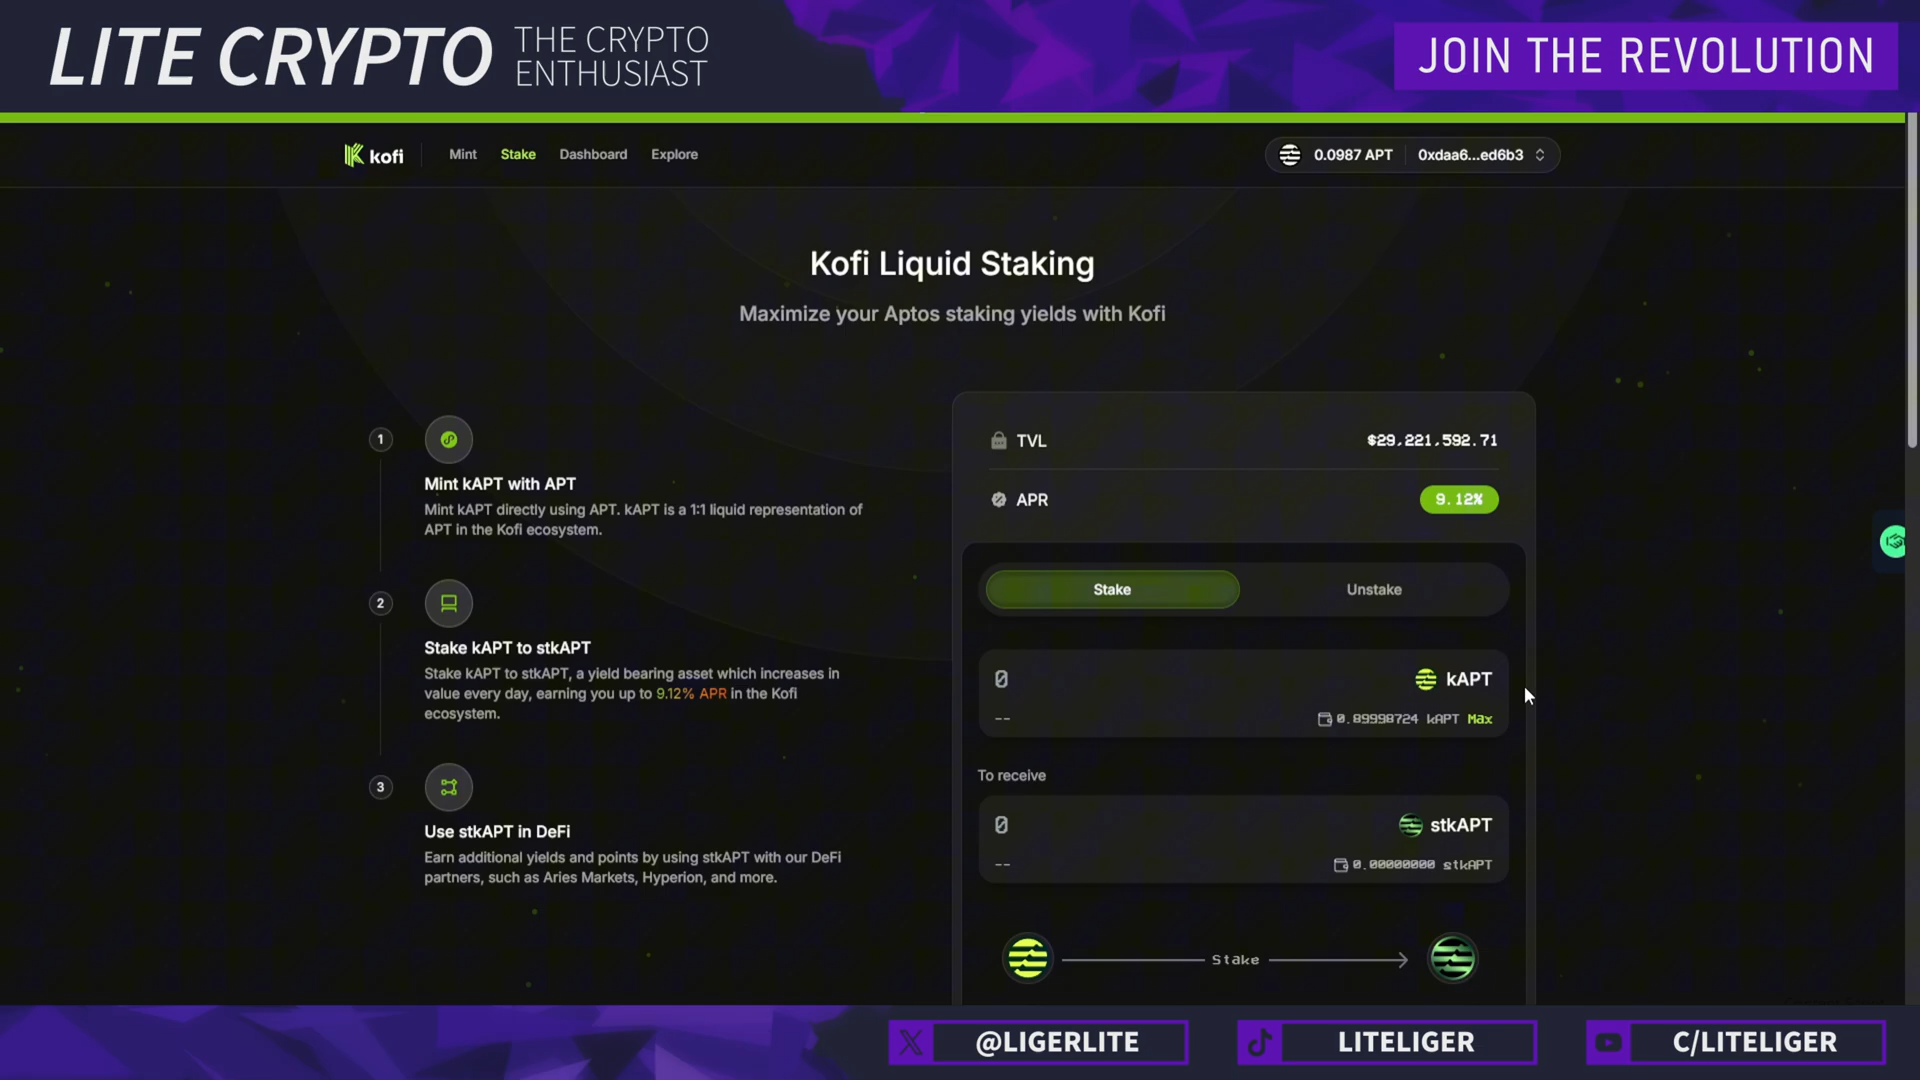 LITE CRYPTO
THE CRYPTO
ENTHUSIAST
JOIN THE REVOLUTION
kofi
Mint
Stake
Dashboard
Explore
0.0987 APT
0xdaa6...ed6b3
Kofi Liquid Staking
Maximize your Aptos staking yields with Kofi
1
Mint kAPT with APT
Mint kAPT directly using APT. kAPT is a 1:1 liquid representation of
APT in the Kofi ecosystem.
2
Stake kAPT to stkAPT
Stake kAPT to stkAPT, a yield bearing asset which increases in
value every day, earning you up to 9.12% APR in the Kofi
ecosystem.
3
Use stkAPT in DeFi
Earn additional yields and points by using stkAPT with our DeFi
partners, such as Aries Markets, Hyperion, and more.
TVL
$29,221,592.71
APR
9.12%
Stake
Unstake
0
kAPT
--
0.89998724 kAPT Max
To receive
0
stkAPT
--
0.00000000 stkAPT
Stake
@LIGERLITE
LITELIGER
C/LITELIGER